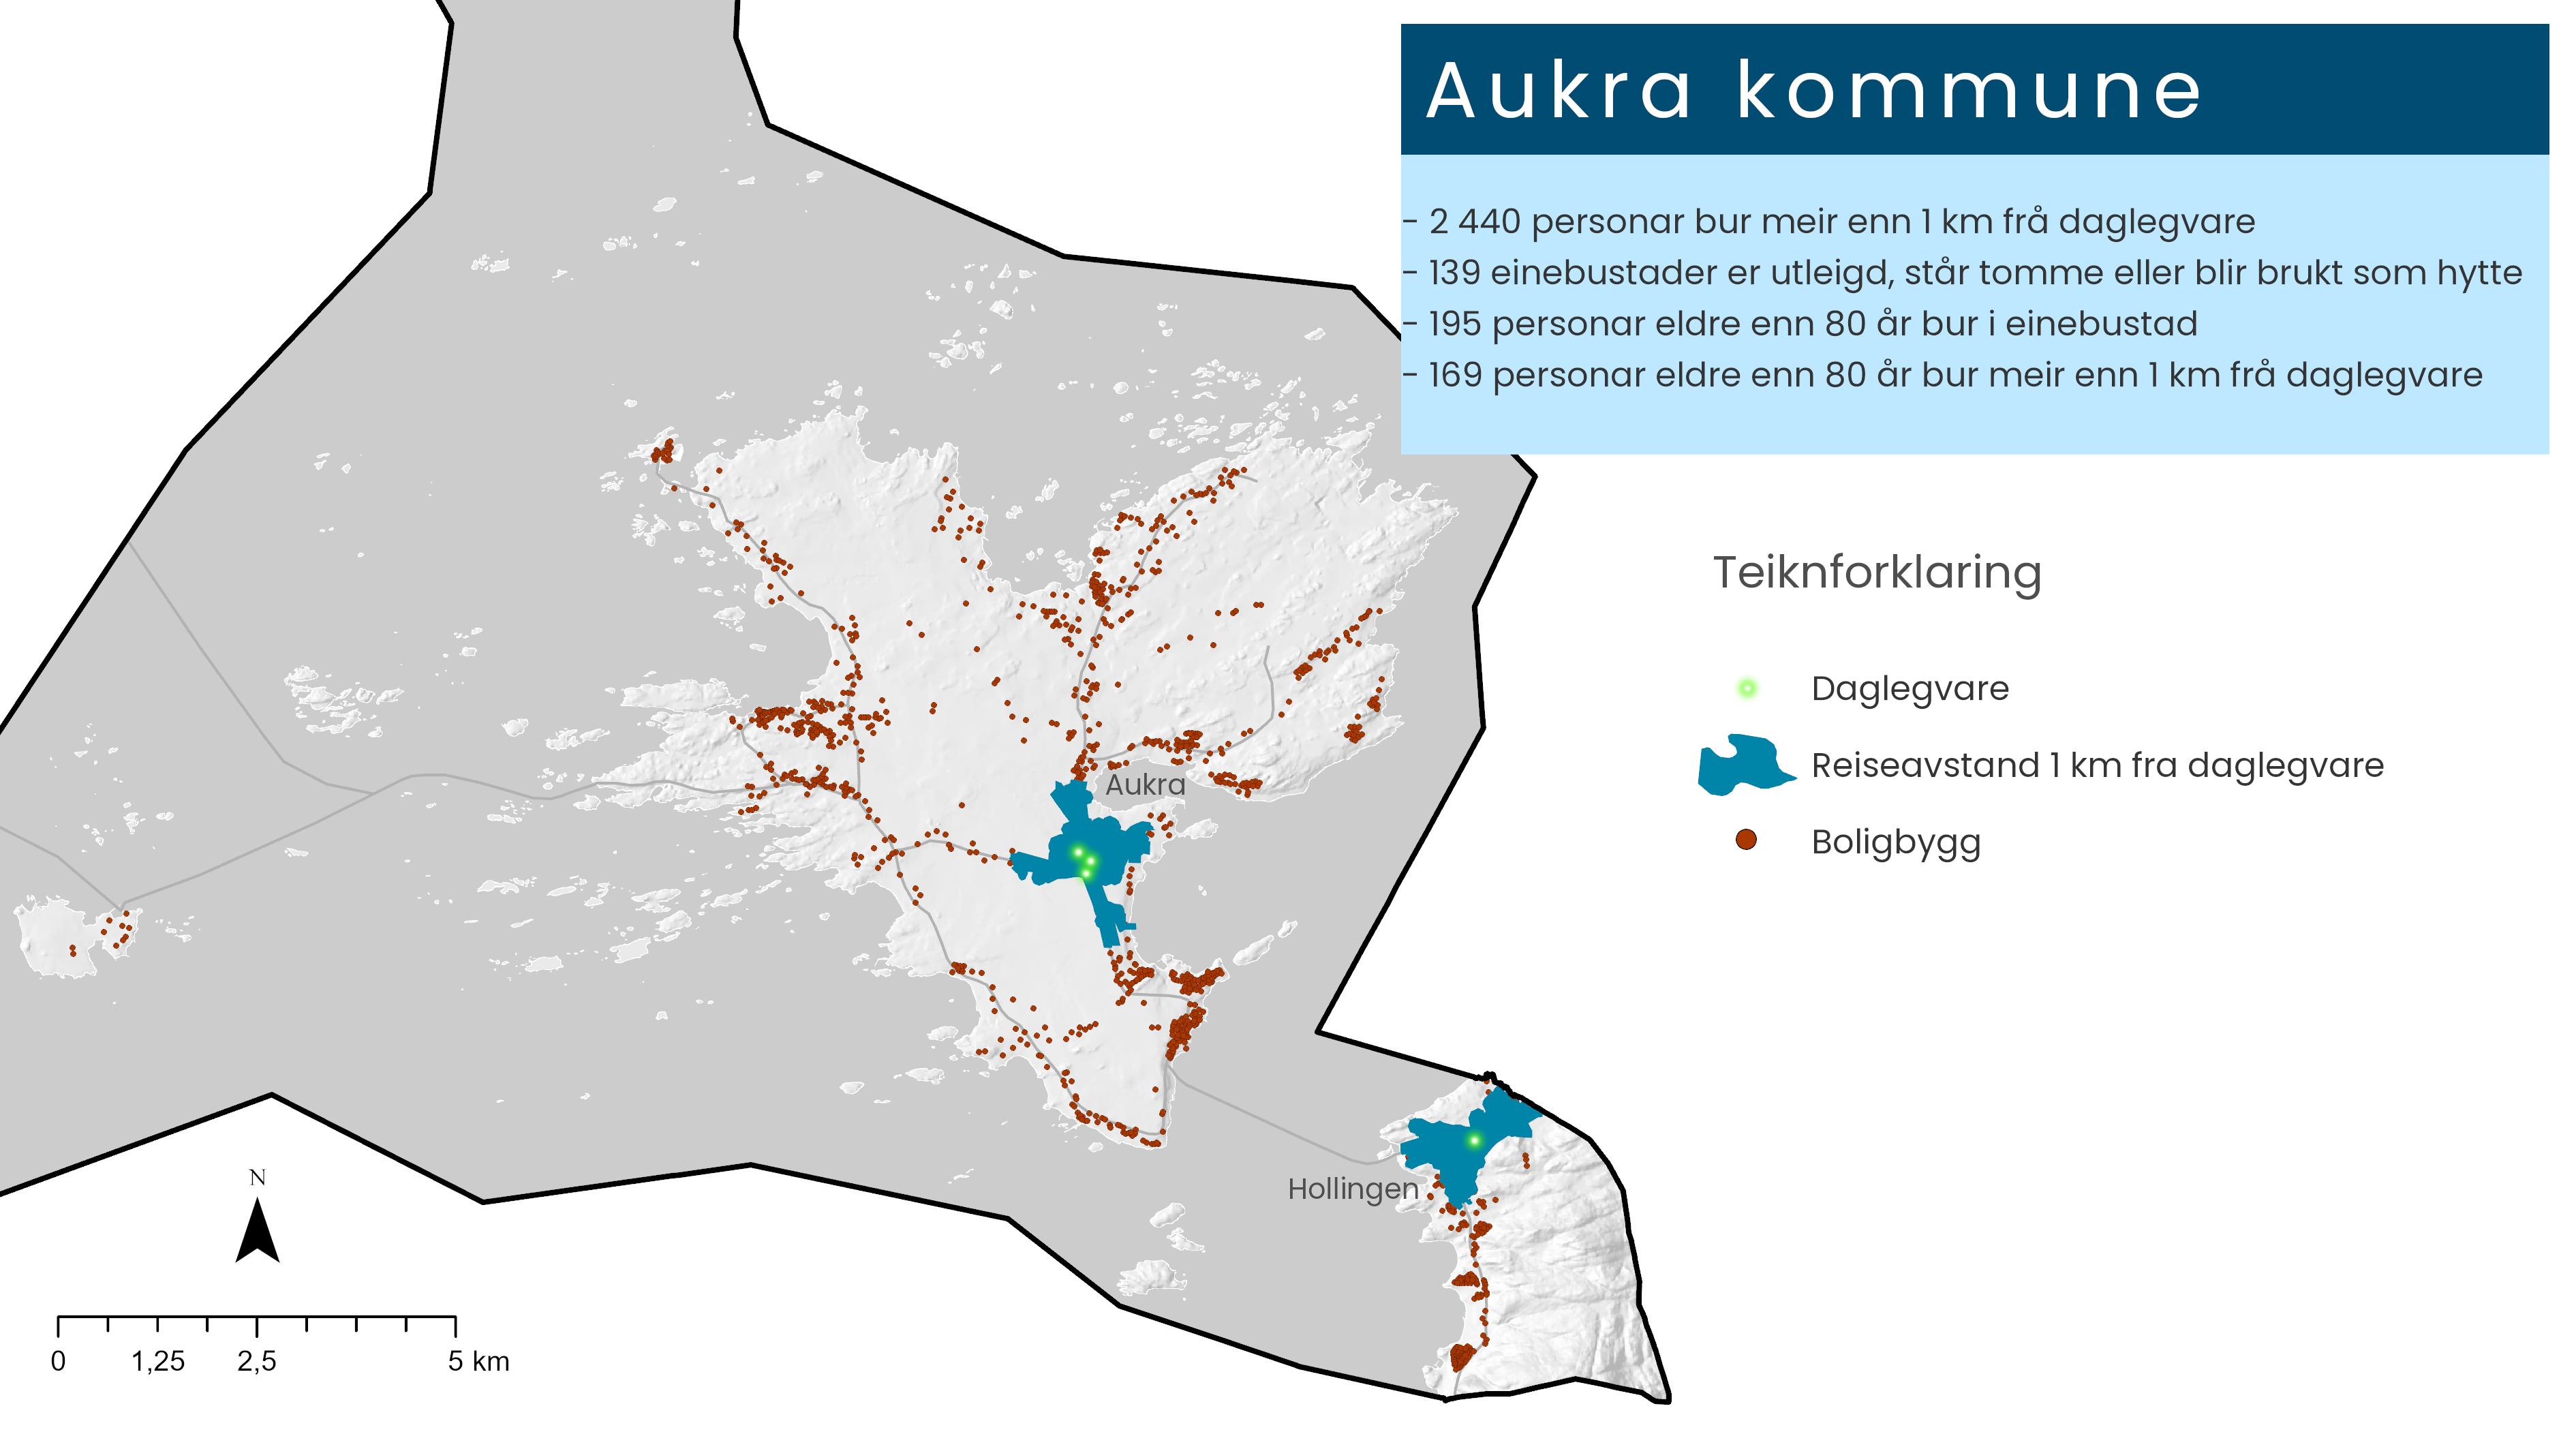 Aukra kommune
- 2 440 personar bur meir enn 1 km frå daglegvare
- 139 einebustader er utleigd, står tomme eller blir brukt som hytte
- 195 personar eldre enn 80 år bur i einebustad
- 169 personar eldre enn 80 år bur meir enn 1 km frå daglegvare
Teiknforklaring
Daglegvare
Reiseavstand 1 km fra daglegvare
Boligbygg
Aukra
Hollingen
N
0 1,25 2,5 5 km